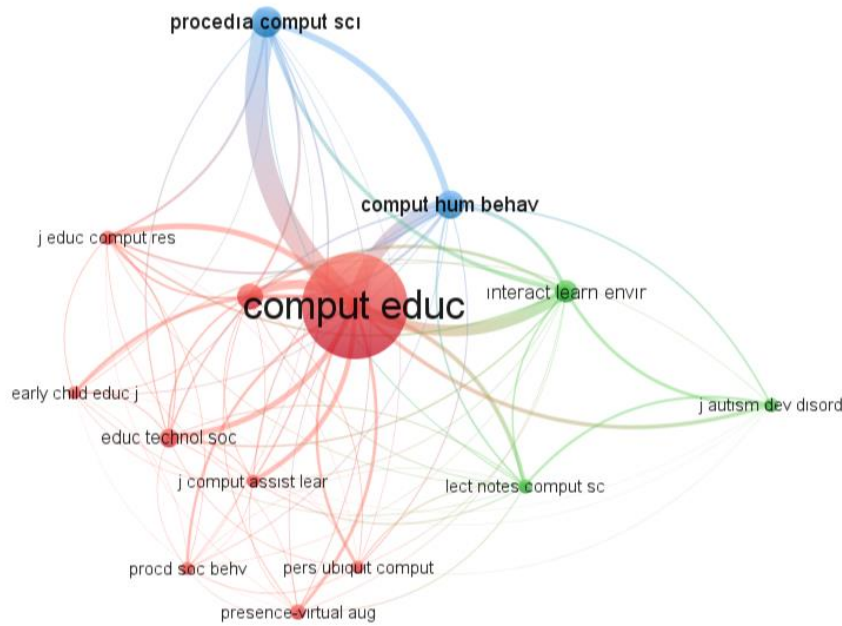 procedia comput sci
comput hum behav
j educ comput res
interact learn envir
comput educ
early child educ j
j autism dev disord
educ technol soc
j comput assist lear
lect notes comput sc
procd soc behv
pers ubiquit comput
presence-virtual aug